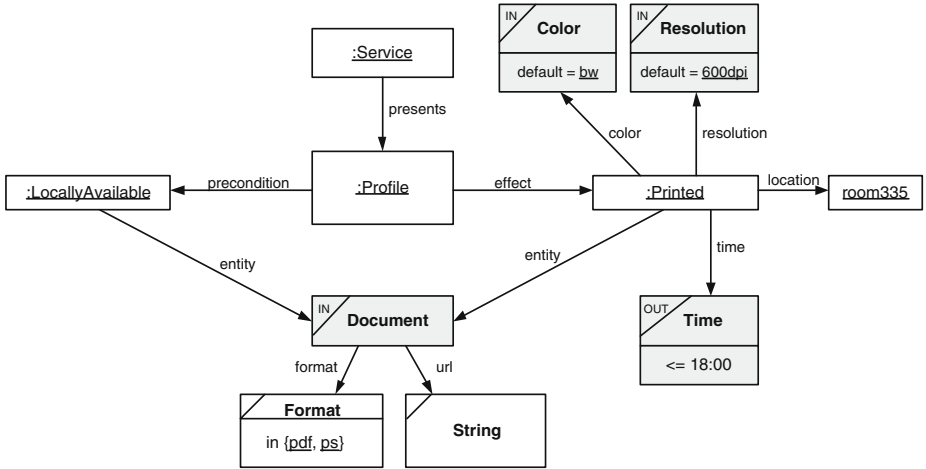 IN
Color
default = bw
IN
Resolution
default = 600dpi
:Service
presents
color
resolution
:LocallyAvailable
precondition
:Profile
effect
:Printed
location
room335
entity
entity
time
IN
Document
OUT
Time
<= 18:00
format
url
Format
in {pdf, ps}
String